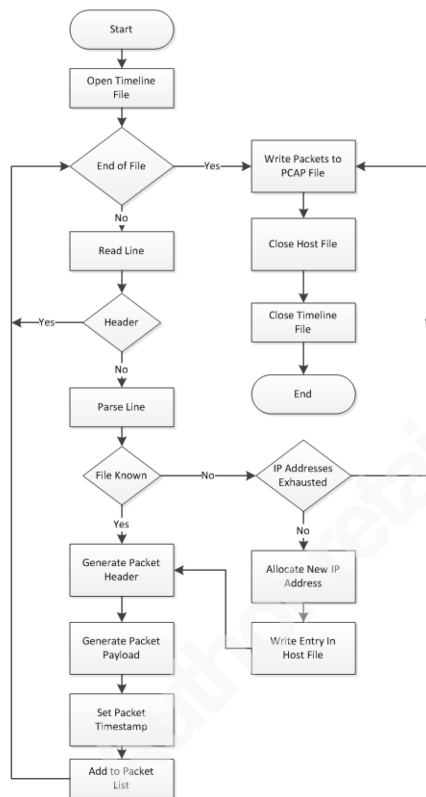 Start
Open Timeline
File
End of File
Yes
Write Packets to
PCAP File
No
Read Line
Close Host File
Header
Yes
Close Timeline
File
No
End
Parse Line
File Known
No
IP Addresses
Exhausted
Yes
No
Generate Packet
Header
Allocate New IP
Address
Generate Packet
Payload
Write Entry In
Host File
Set Packet
Timestamp
Add to Packet
List